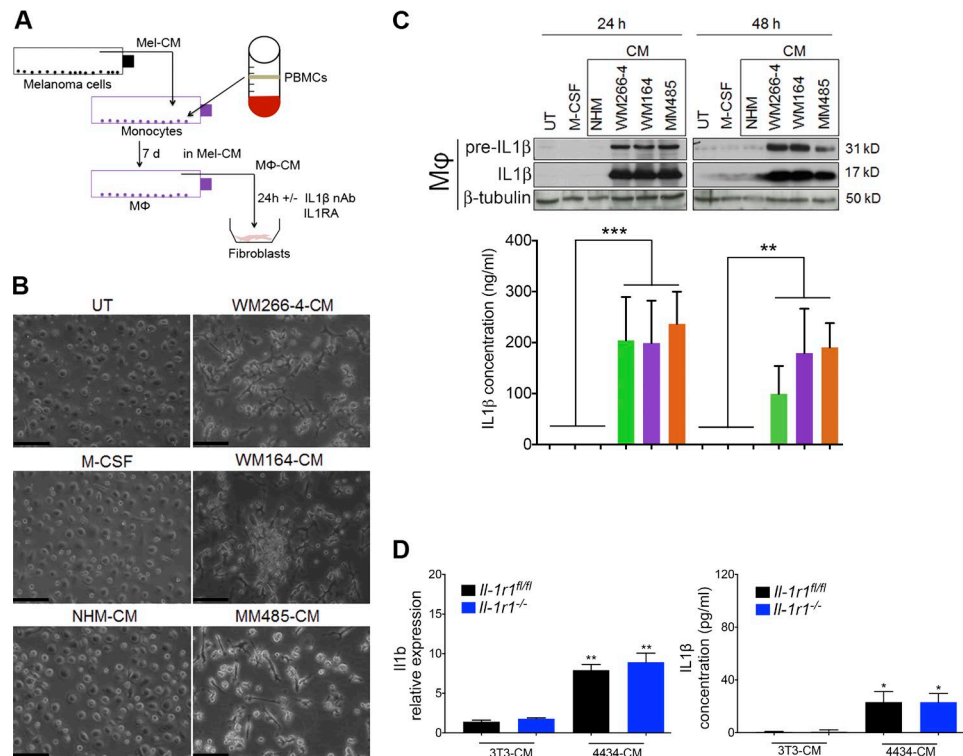 A
Mel-CM
PBMCs
Melanoma cells
Monocytes
7 d
in Mel-CM
MΦ-CM
24h +/-
IL1β nAb
IL1RA
MΦ
Fibroblasts
B
UT
WM266-4-CM
M-CSF
WM164-CM
NHM-CM
MM485-CM
C
24 h
48 h
CM
CM
UT
M-CSF
NHM
WM266-4
WM164
MM485
UT
M-CSF
NHM
WM266-4
WM164
MM485
Mφ
pre-IL1β
31 kD
IL1β
17 kD
β-tubulin
50 kD
IL1β concentration (ng/ml)
400
300
200
100
0
***
**
D
Il1b
relative expression
20
15
10
5
0
Il-1r1fl/fl
Il-1r1-/-
**
**
3T3-CM
4434-CM
IL1β
concentration (pg/ml)
120
90
60
30
0
Il-1r1fl/fl
Il-1r1-/-
*
*
3T3-CM
4434-CM